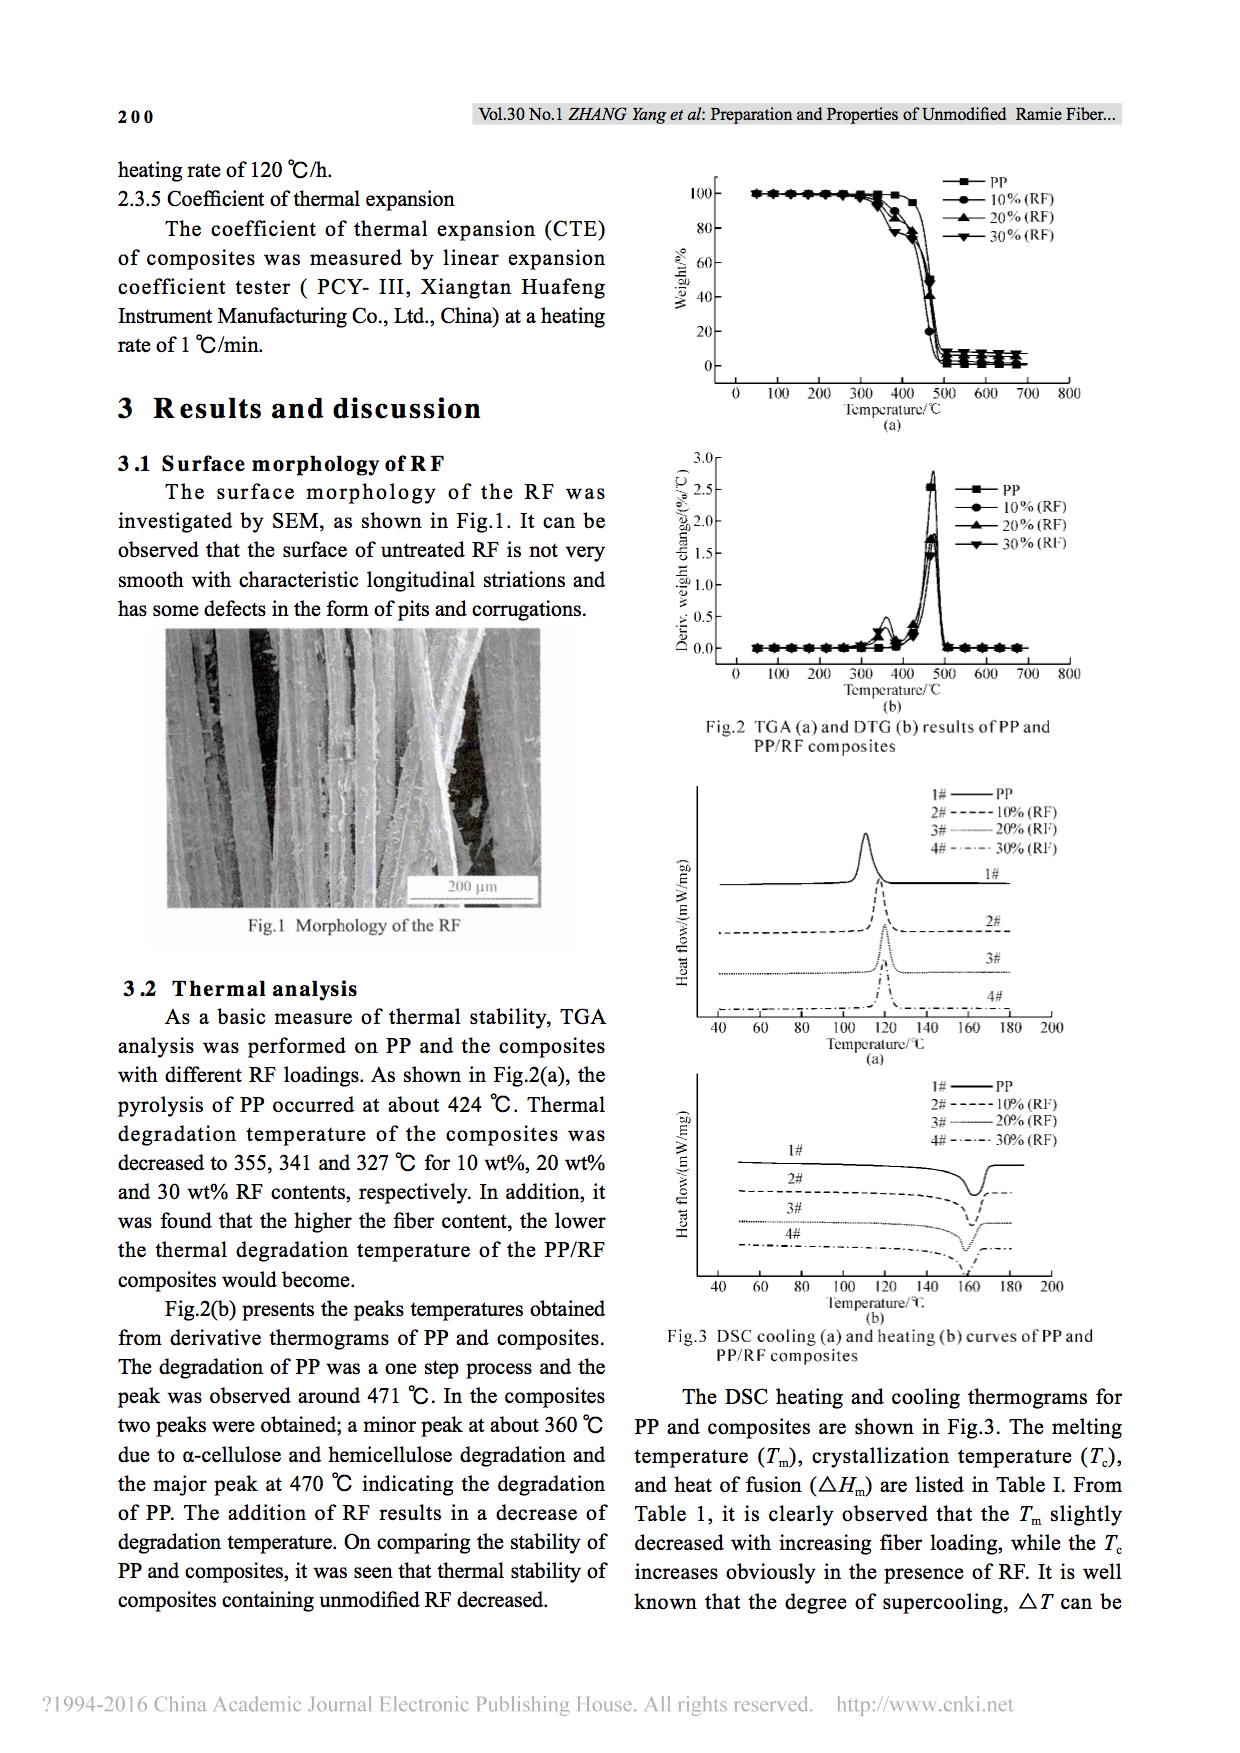 200
Vol.30 No.1 ZHANG Yang et al: Preparation and Properties of Unmodified Ramie Fiber...
heating rate of 120 ℃/h.
2.3.5 Coefficient of thermal expansion
The coefficient of thermal expansion (CTE)
of composites was measured by linear expansion
coefficient tester ( PCY- III, Xiangtan Huafeng
Instrument Manufacturing Co., Ltd., China) at a heating
rate of 1 ℃/min.
3 Results and discussion
3.1 Surface morphology of RF
The surface morphology of the RF was
investigated by SEM, as shown in Fig.1. It can be
observed that the surface of untreated RF is not very
smooth with characteristic longitudinal striations and
has some defects in the form of pits and corrugations.
200 μm
Fig.1 Morphology of the RF
3.2 Thermal analysis
As a basic measure of thermal stability, TGA
analysis was performed on PP and the composites
with different RF loadings. As shown in Fig.2(a), the
pyrolysis of PP occurred at about 424 ℃. Thermal
degradation temperature of the composites was
decreased to 355, 341 and 327 ℃ for 10 wt%, 20 wt%
and 30 wt% RF contents, respectively. In addition, it
was found that the higher the fiber content, the lower
the thermal degradation temperature of the PP/RF
composites would become.
Fig.2(b) presents the peaks temperatures obtained
from derivative thermograms of PP and composites.
The degradation of PP was a one step process and the
peak was observed around 471 ℃. In the composites
two peaks were obtained; a minor peak at about 360 ℃
due to α-cellulose and hemicellulose degradation and
the major peak at 470 ℃ indicating the degradation
of PP. The addition of RF results in a decrease of
degradation temperature. On comparing the stability of
PP and composites, it was seen that thermal stability of
composites containing unmodified RF decreased.
PP
10% (RF)
20% (RF)
30% (RF)
Weight/%
100
80
60
40
20
0
0 100 200 300 400 500 600 700 800
Temperature/℃
(a)
PP
10% (RF)
20% (RF)
30% (RF)
Deriv. weight change/(%/℃)
3.0
2.5
2.0
1.5
1.0
0.5
0.0
0 100 200 300 400 500 600 700 800
Temperature/℃
(b)
Fig.2 TGA (a) and DTG (b) results of PP and
PP/RF composites
1# PP
2# 10% (RF)
3# 20% (RF)
4# 30% (RF)
1#
2#
3#
4#
Heat flow/(mW/mg)
40 60 80 100 120 140 160 180 200
Temperature/℃
(a)
1# PP
2# 10% (RF)
3# 20% (RF)
4# 30% (RF)
1#
2#
3#
4#
Heat flow/(mW/mg)
40 60 80 100 120 140 160 180 200
Temperature/℃
(b)
Fig.3 DSC cooling (a) and heating (b) curves of PP and
PP/RF composites
The DSC heating and cooling thermograms for
PP and composites are shown in Fig.3. The melting
temperature (Tm), crystallization temperature (Tc),
and heat of fusion (△Hm) are listed in Table I. From
Table 1, it is clearly observed that the Tm slightly
decreased with increasing fiber loading, while the Tc
increases obviously in the presence of RF. It is well
known that the degree of supercooling, △T can be
?1994-2016 China Academic Journal Electronic Publishing House. All rights reserved. http://www.cnki.net